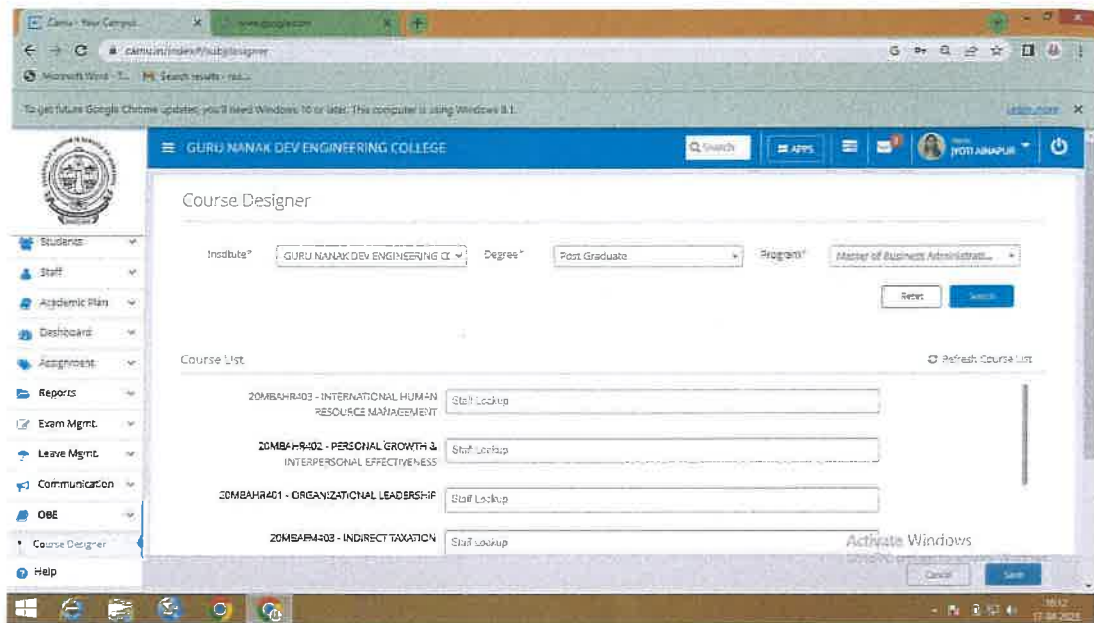 Camu - Your Campus...
www.google.com
camu.in/index#/subjdesigner
Microsoft Word - T...
Search results - ...
To get future Google Chrome updates, you'll need Windows 10 or later. This computer is using Windows 8.1.
Learn more
GURU NANAK DEV ENGINEERING COLLEGE
Search
APPS
JYOTI AINAPUR
Course Designer
Students
Institute*
GURU NANAK DEV ENGINEERING
Degree*
Post Graduate
Program*
Master of Business Administrati...
Staff
Academic Plan
Reset
Search
Dashboard
Assignment
Course List
Refresh Course List
Reports
20MBAHR403 - INTERNATIONAL HUMAN RESOURCE MANAGEMENT
Staff Lookup
Exam Mgmt.
Leave Mgmt.
20MBAHR402 - PERSONAL GROWTH & INTERPERSONAL EFFECTIVENESS
Staff Lookup
Communication
20MBAHR401 - ORGANIZATIONAL LEADERSHIP
Staff Lookup
OBE
Course Designer
20MBAFM403 - INDIRECT TAXATION
Staff Lookup
Activate Windows
Help
Cancel
Save
16:12